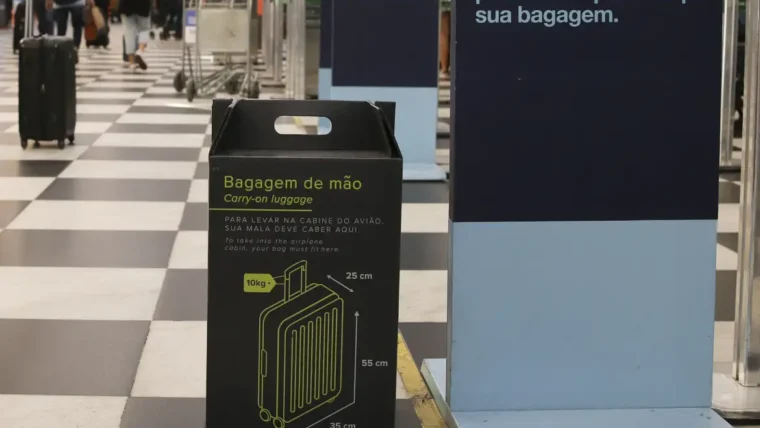 sua bagagem.
Bagagem de mão
Carry-on luggage
PARA LEVAR NA CABINE DO AVIÃO,
SUA MALA DEVE CABER AQUI
To take into the airplane
cabin, your bag must fit here.
10kg
25 cm
55 cm
35 cm